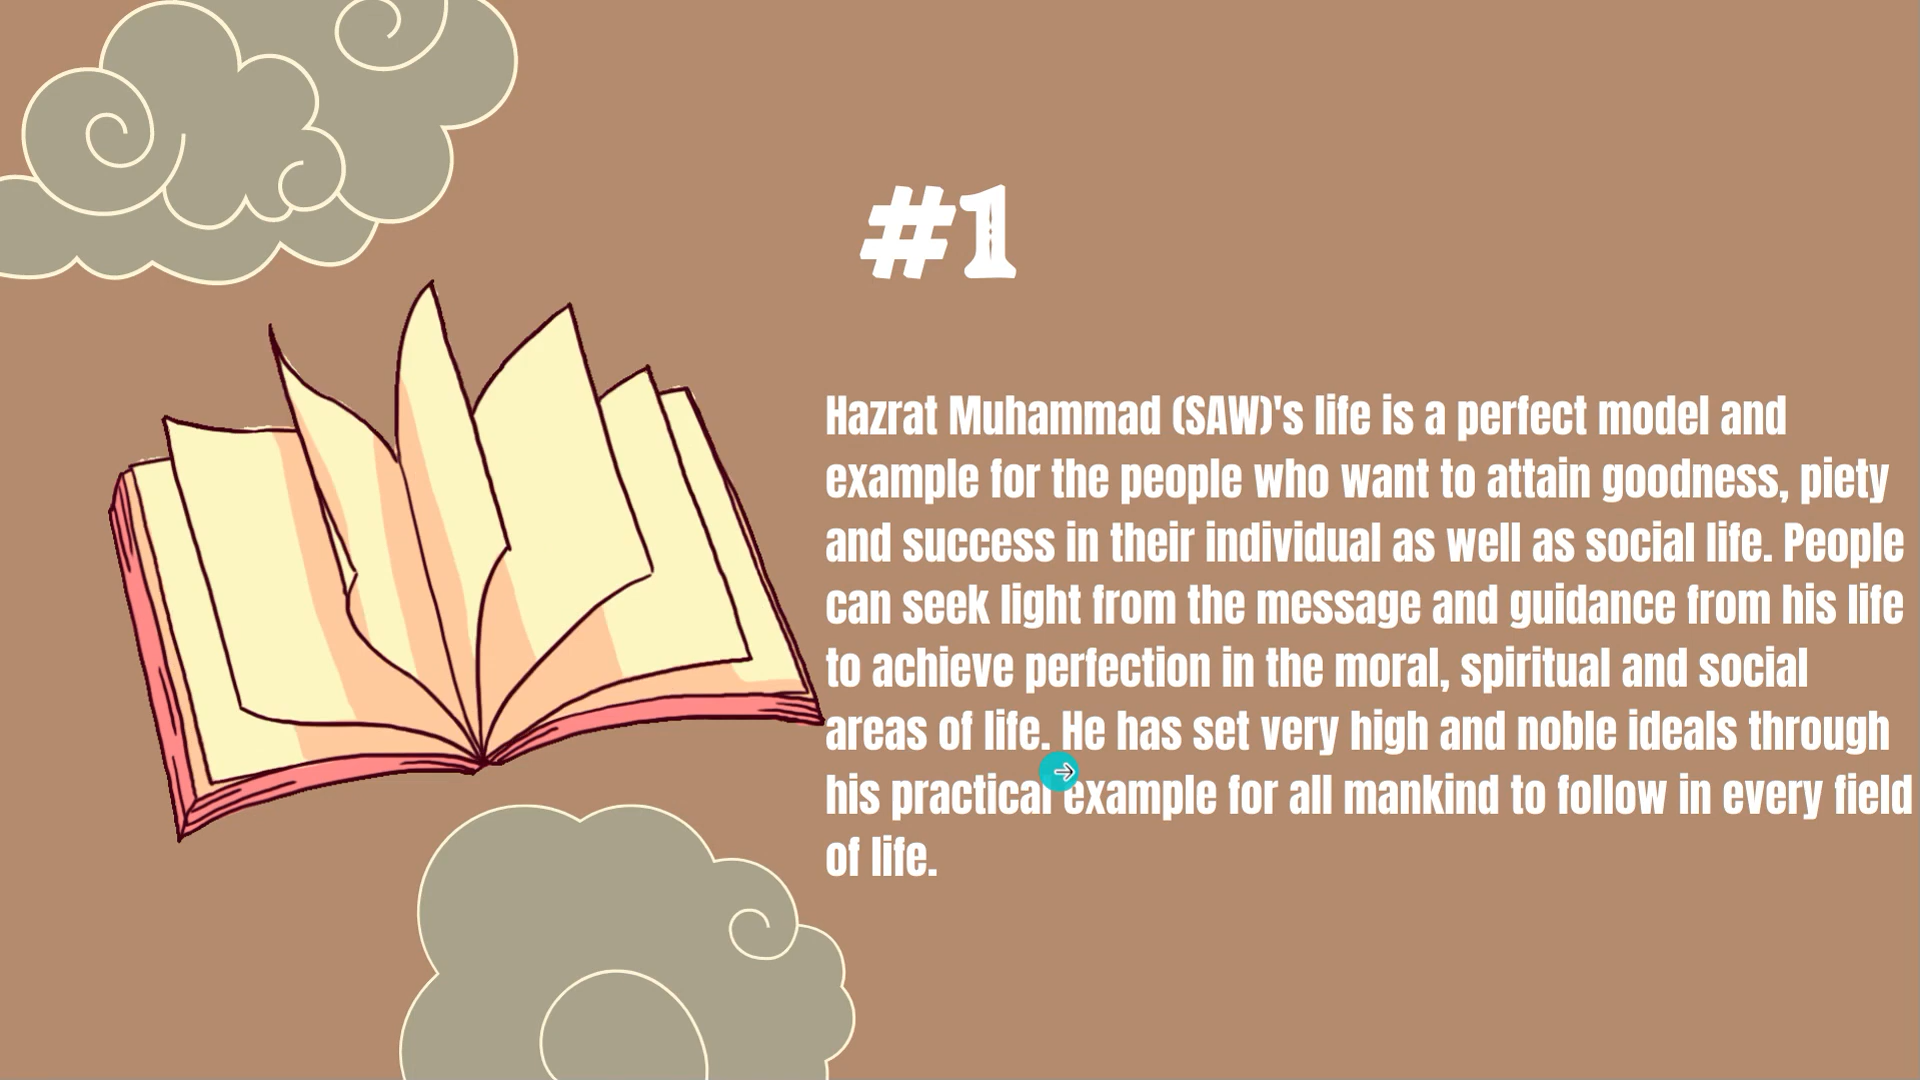 #1
Hazrat Muhammad (SAW)'s life is a perfect model and
example for the people who want to attain goodness, piety
and success in their individual as well as social life. People
can seek light from the message and guidance from his life
to achieve perfection in the moral, spiritual and social
areas of life. He has set very high and noble ideals through
his practical example for all mankind to follow in every field
of life.